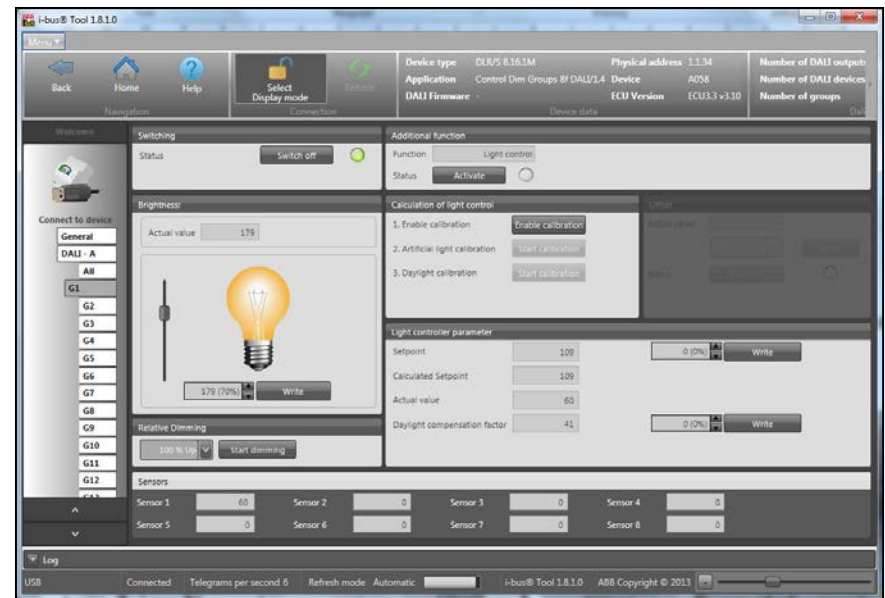 i-bus® Tool 1.8.1.0
Menu
Back
Home
Help
Navigation
Select
Display mode
Refresh
Connection
Device type DLR/S 8.16.1M
Application Control Dim Groups 8f DALI/1.4
DALI Firmware -
Physical address 1.1.34
Device A058
ECU Version ECU3.3 v3.10
Device data
Number of DALI outputs
Number of DALI devices
Number of groups
Welcome
Connect to device
General
DALI - A
All
G1
G2
G3
G4
G5
G6
G7
G8
G9
G10
G11
G12
G13
Switching
Status Switch off
Additional function
Function Light control
Status Activate
Brightness:
Actual value 179
179 (70%) Write
Calculation of light control
1. Enable calibration Enable calibration
2. Artificial light calibration Start calibration
3. Daylight calibration Start calibration
Offset
Actual value
Status
Relative Dimming
100 % Up Start dimming
Light controller parameter
Setpoint 109 0 (0%) Write
Calculated Setpoint 109
Actual value 60
Daylight compensation factor 41 0 (0%) Write
Sensors
Sensor 1 60 Sensor 2 0 Sensor 3 0 Sensor 4 0
Sensor 5 0 Sensor 6 0 Sensor 7 0 Sensor 8 0
Log
USB Connected Telegrams per second 6 Refresh mode Automatic i-bus® Tool 1.8.1.0 ABB Copyright © 2013